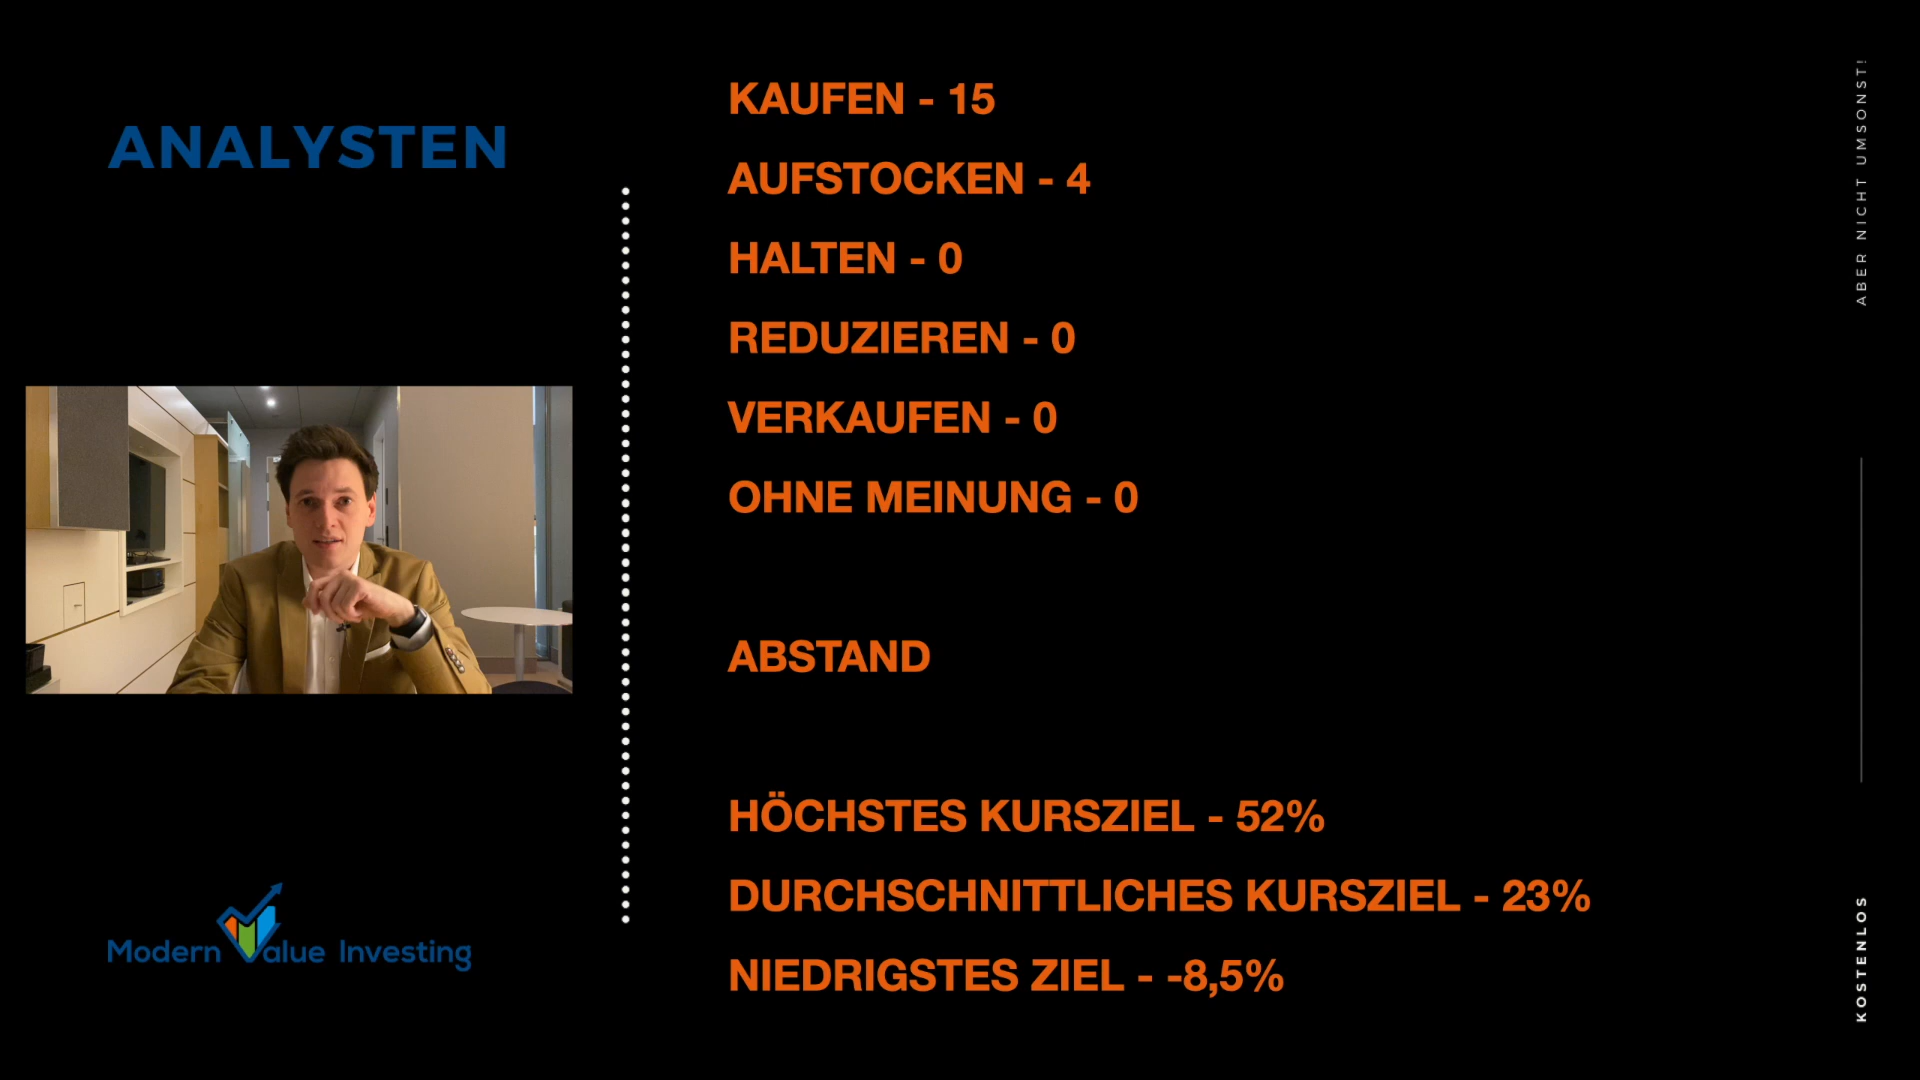 ANALYSTEN
KAUFEN - 15
AUFSTOCKEN - 4
HALTEN - 0
REDUZIEREN - 0
VERKAUFEN - 0
OHNE MEINUNG - 0
ABSTAND
HÖCHSTES KURSZIEL - 52%
DURCHSCHNITTLICHES KURSZIEL - 23%
NIEDRIGSTES ZIEL - -8,5%
Modern Value Investing
KOSTENLOS
ABER NICHT UMSONST!